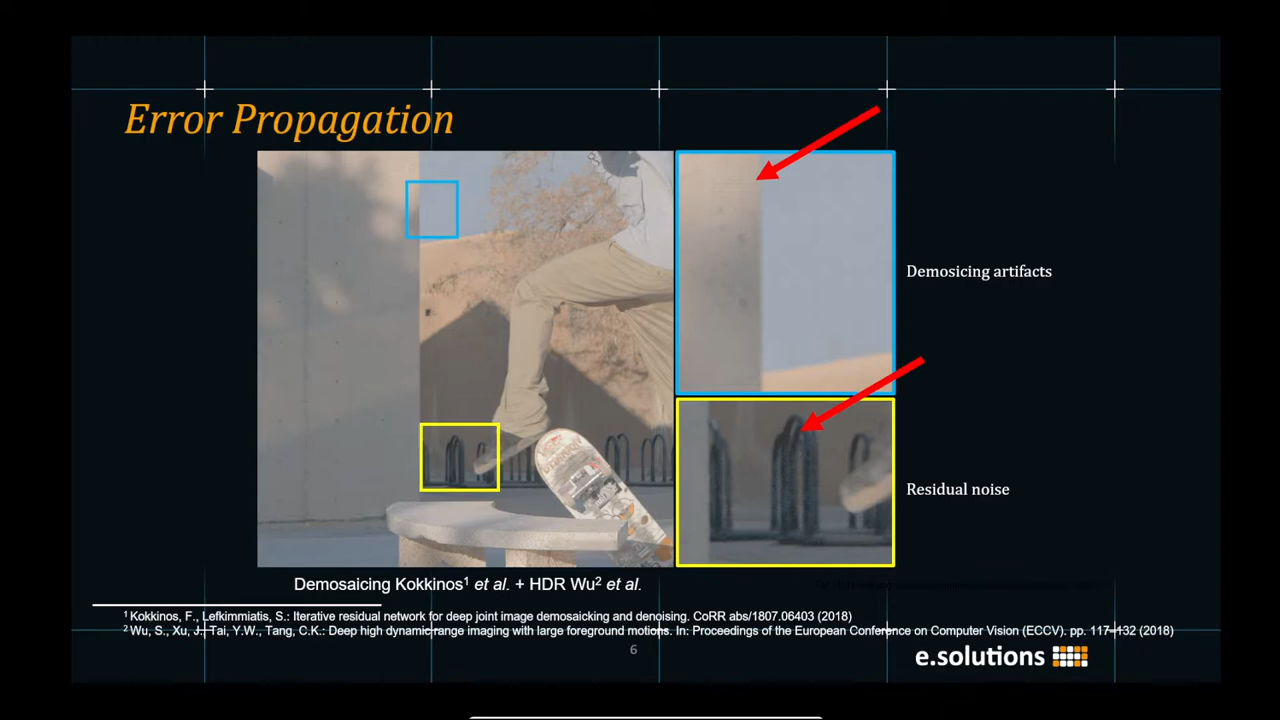 Error Propagation
Demosicing artifacts
Residual noise
Demosaicing Kokkinos¹ et al. + HDR Wu² et al.
¹ Kokkinos, F., Lefkimmiatis, S.: Iterative residual network for deep joint image demosaicking and denoising. CoRR abs/1807.06403 (2018)
² Wu, S., Xu, J., Tai, Y.W., Tang, C.K.: Deep high dynamic range imaging with large foreground motions. In: Proceedings of the European Conference on Computer Vision (ECCV). pp. 117–132 (2018)
6
e.solutions